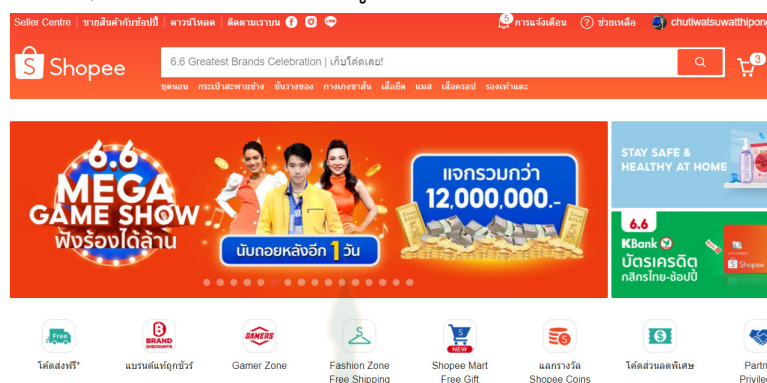 Seller Centre | ขายสินค้ากับช้อปปี้ | ดาวน์โหลด | ติดตามเราบน
5 การแจ้งเตือน ช่วยเหลือ chutiwatsuwatthipong
Shopee
6.6 Greatest Brands Celebration | เก็บโค้ดเลย!
3
ชุดนอน กระเป๋าสะพายข้าง ชั้นวางของ กางเกงขาสั้น เสื้อยืด แมส เสื้อครอป รองเท้าแตะ
6.6
MEGA
GAME SHOW
ฟังร้องได้ล้าน
นับถอยหลังอีก 1 วัน
แจกรวมกว่า
12,000,000.-
STAY SAFE &
HEALTHY AT HOME
6.6
KBank
บัตรเครดิต
กสิกรไทย-ช้อปปี้
Shopee
Free
โค้ดส่งฟรี*
BRAND
DISCOUNTS
แบรนด์แท้ถูกชัวร์
GAMERS
Gamer Zone
Fashion Zone
Free Shipping
NEW
Shopee Mart
Free Gift
แลกรางวัล
Shopee Coins
โค้ดส่วนลดพิเศษ
Partn
Privileg